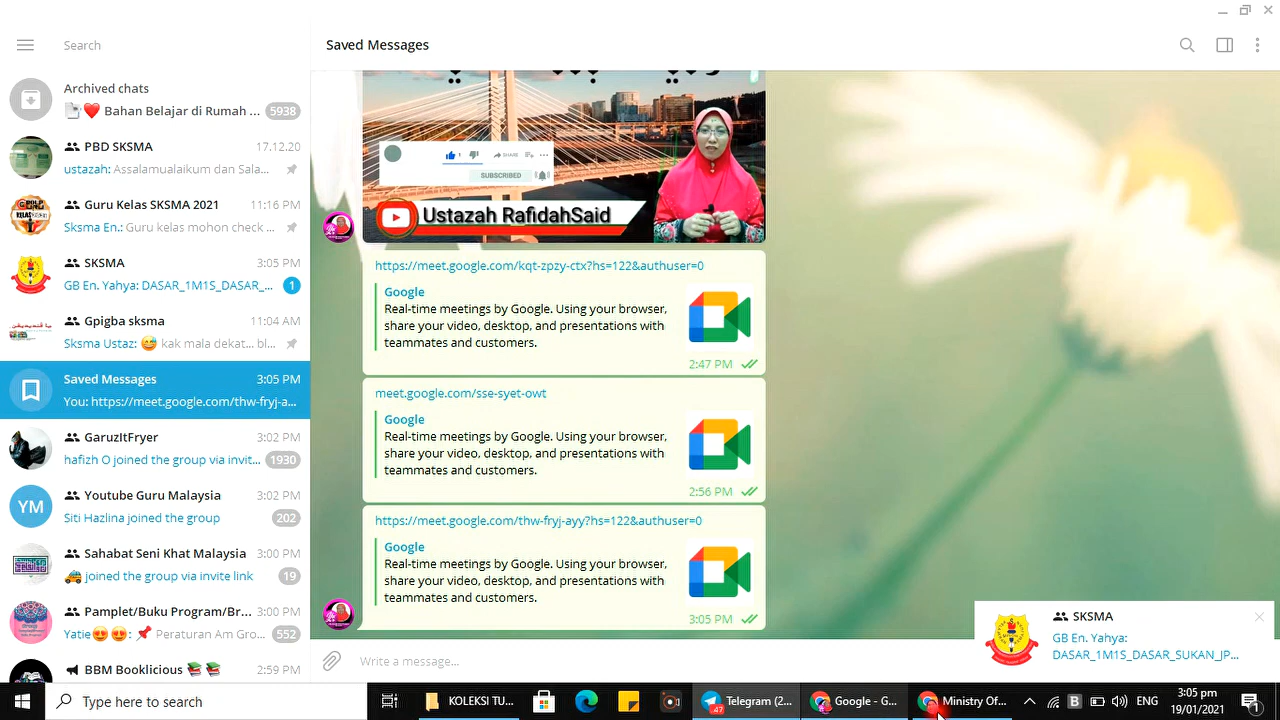 Search
Saved Messages
Archived chats
Bahan Belajar di Rumah ... 5938
PBD SKSMA 17.12.20
ustazah: Assalamualaikum dan Sala...
Guru Kelas SKSMA 2021 11:16 PM
Sksma En.: Guru kelas mohon check ...
SKSMA 3:05 PM
GB En. Yahya: DASAR_1M1S_DASAR_... 1
Gpigba sksma 11:04 AM
Sksma Ustaz: 😅 kak mala dekat... bl...
Saved Messages 3:05 PM
You: https://meet.google.com/thw-fryj-a...
GaruzItFryer 3:02 PM
hafizh O joined the group via invit... 1930
YM
Youtube Guru Malaysia 3:02 PM
Siti Hazlina joined the group 202
Sahabat Seni Khat Malaysia 3:00 PM
🚕 joined the group via invite link 19
Pamplet/Buku Program/Br... 3:00 PM
Yatie😍😍: 📌 Peraturan Am Gro... 552
BBM Booklicious 📚 📚 2:59 PM
1 SHARE
SUBSCRIBED
Ustazah RafidahSaid
https://meet.google.com/kqt-zpzy-ctx?hs=122&authuser=0
Google
Real-time meetings by Google. Using your browser,
share your video, desktop, and presentations with
teammates and customers.
2:47 PM
meet.google.com/sse-syet-owt
Google
Real-time meetings by Google. Using your browser,
share your video, desktop, and presentations with
teammates and customers.
2:56 PM
https://meet.google.com/thw-fryj-ayy?hs=122&authuser=0
Google
Real-time meetings by Google. Using your browser,
share your video, desktop, and presentations with
teammates and customers.
3:05 PM
Write a message...
SKSMA
GB En. Yahya:
DASAR_1M1S_DASAR_SUKAN_JP...
Type here to search
KOLEKSI TU...
Telegram (2...
Google - G...
Ministry Of...
ENG
3:05 pm
19/01/2021